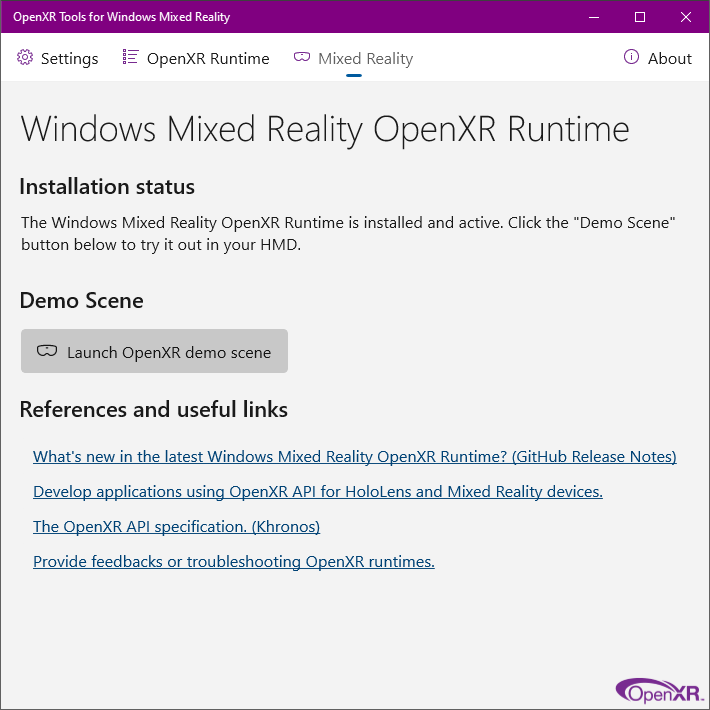 OpenXR Tools for Windows Mixed Reality
Settings OpenXR Runtime Mixed Reality About
Windows Mixed Reality OpenXR Runtime
Installation status
The Windows Mixed Reality OpenXR Runtime is installed and active. Click the "Demo Scene"
button below to try it out in your HMD.
Demo Scene
Launch OpenXR demo scene
References and useful links
What's new in the latest Windows Mixed Reality OpenXR Runtime? (GitHub Release Notes)
Develop applications using OpenXR API for HoloLens and Mixed Reality devices.
The OpenXR API specification. (Khronos)
Provide feedbacks or troubleshooting OpenXR runtimes.
OpenXR